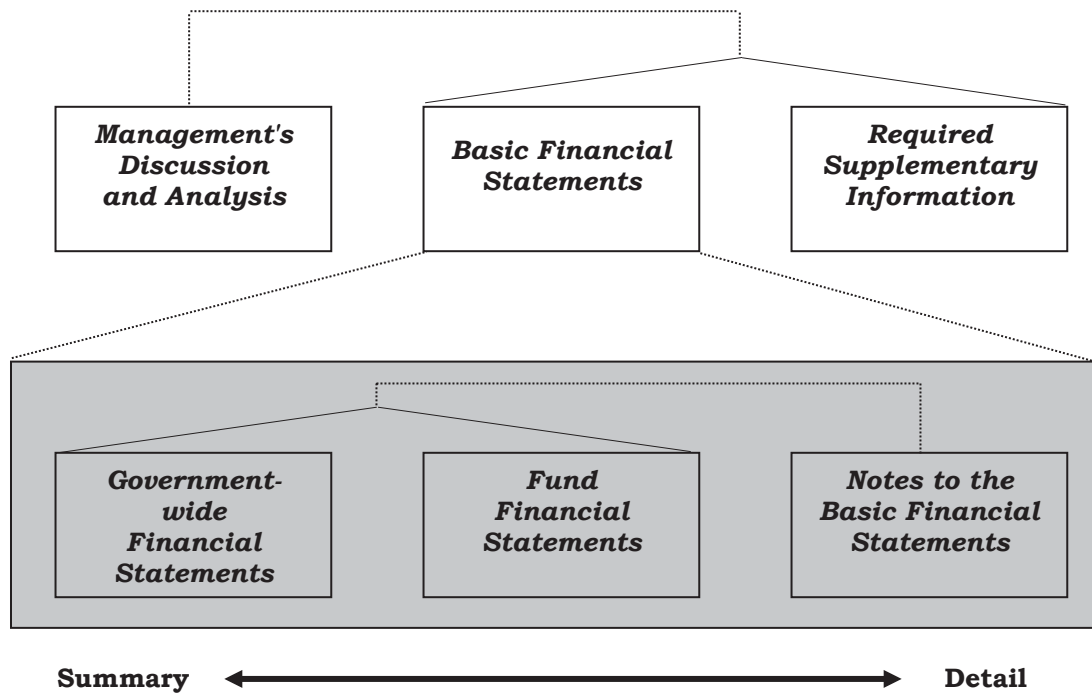 Management's
Discussion
and Analysis
Basic Financial
Statements
Required
Supplementary
Information
Government-
wide
Financial
Statements
Fund
Financial
Statements
Notes to the
Basic Financial
Statements
Summary
Detail